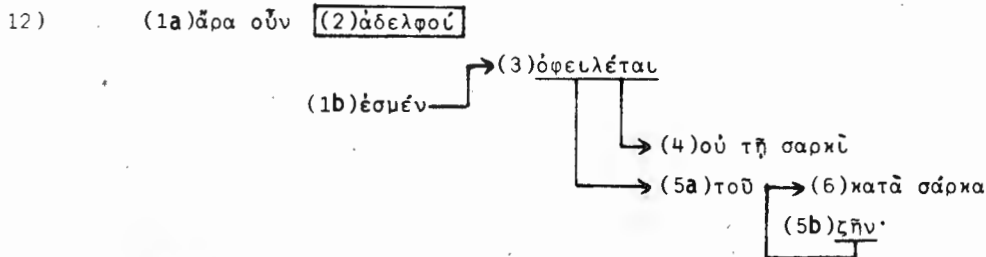 12) (1a)ἄρα οὖν (2)ἀδελφοί
(3)ὀφειλέται
(1b)ἐσμέν
(4)οὐ τῇ σαρκὶ
(5a)τοῦ (6)κατὰ σάρκα
(5b)ζῆν·